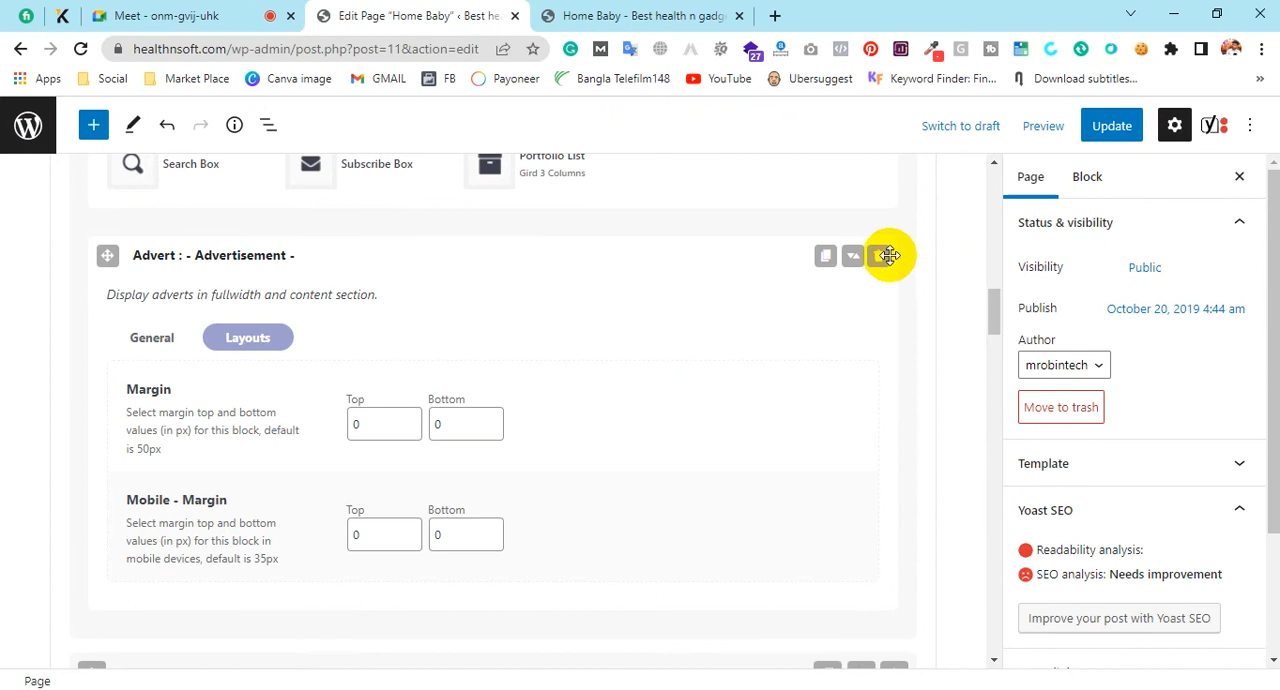 Meet - onm-gvij-uhk
Edit Page "Home Baby" ‹ Best he
Home Baby - Best health n gadg
healthnsoft.com/wp-admin/post.php?post=11&action=edit
27
Apps
Social
Market Place
Canva image
GMAIL
FB
Payoneer
Bangla Telefilm148
YouTube
Ubersuggest
Keyword Finder: Fin...
Download subtitles...
»
Switch to draft
Preview
Update
Search Box
Subscribe Box
Portfolio List
Gird 3 Columns
Page
Block
Status & visibility
Advert : - Advertisement -
Visibility
Public
Display adverts in fullwidth and content section.
Publish
October 20, 2019 4:44 am
General
Layouts
Author
mrobintech
Margin
Select margin top and bottom
values (in px) for this block, default
is 50px
Top
Bottom
0
0
Move to trash
Template
Mobile - Margin
Select margin top and bottom
values (in px) for this block in
mobile devices, default is 35px
Top
Bottom
0
0
Yoast SEO
Readability analysis:
SEO analysis: Needs improvement
Improve your post with Yoast SEO
Page